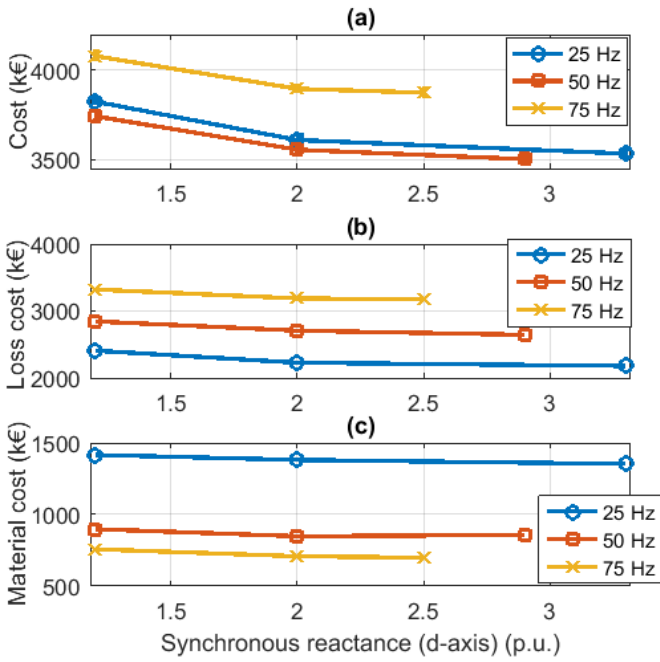 (a)
Cost (k€)
4000
3500
25 Hz
50 Hz
75 Hz
1.5 2 2.5 3
(b)
Loss cost (k€)
4000
3000
2000
25 Hz
50 Hz
75 Hz
1.5 2 2.5 3
(c)
Material cost (k€)
1500
1000
500
25 Hz
50 Hz
75 Hz
1.5 2 2.5 3
Synchronous reactance (d-axis) (p.u.)